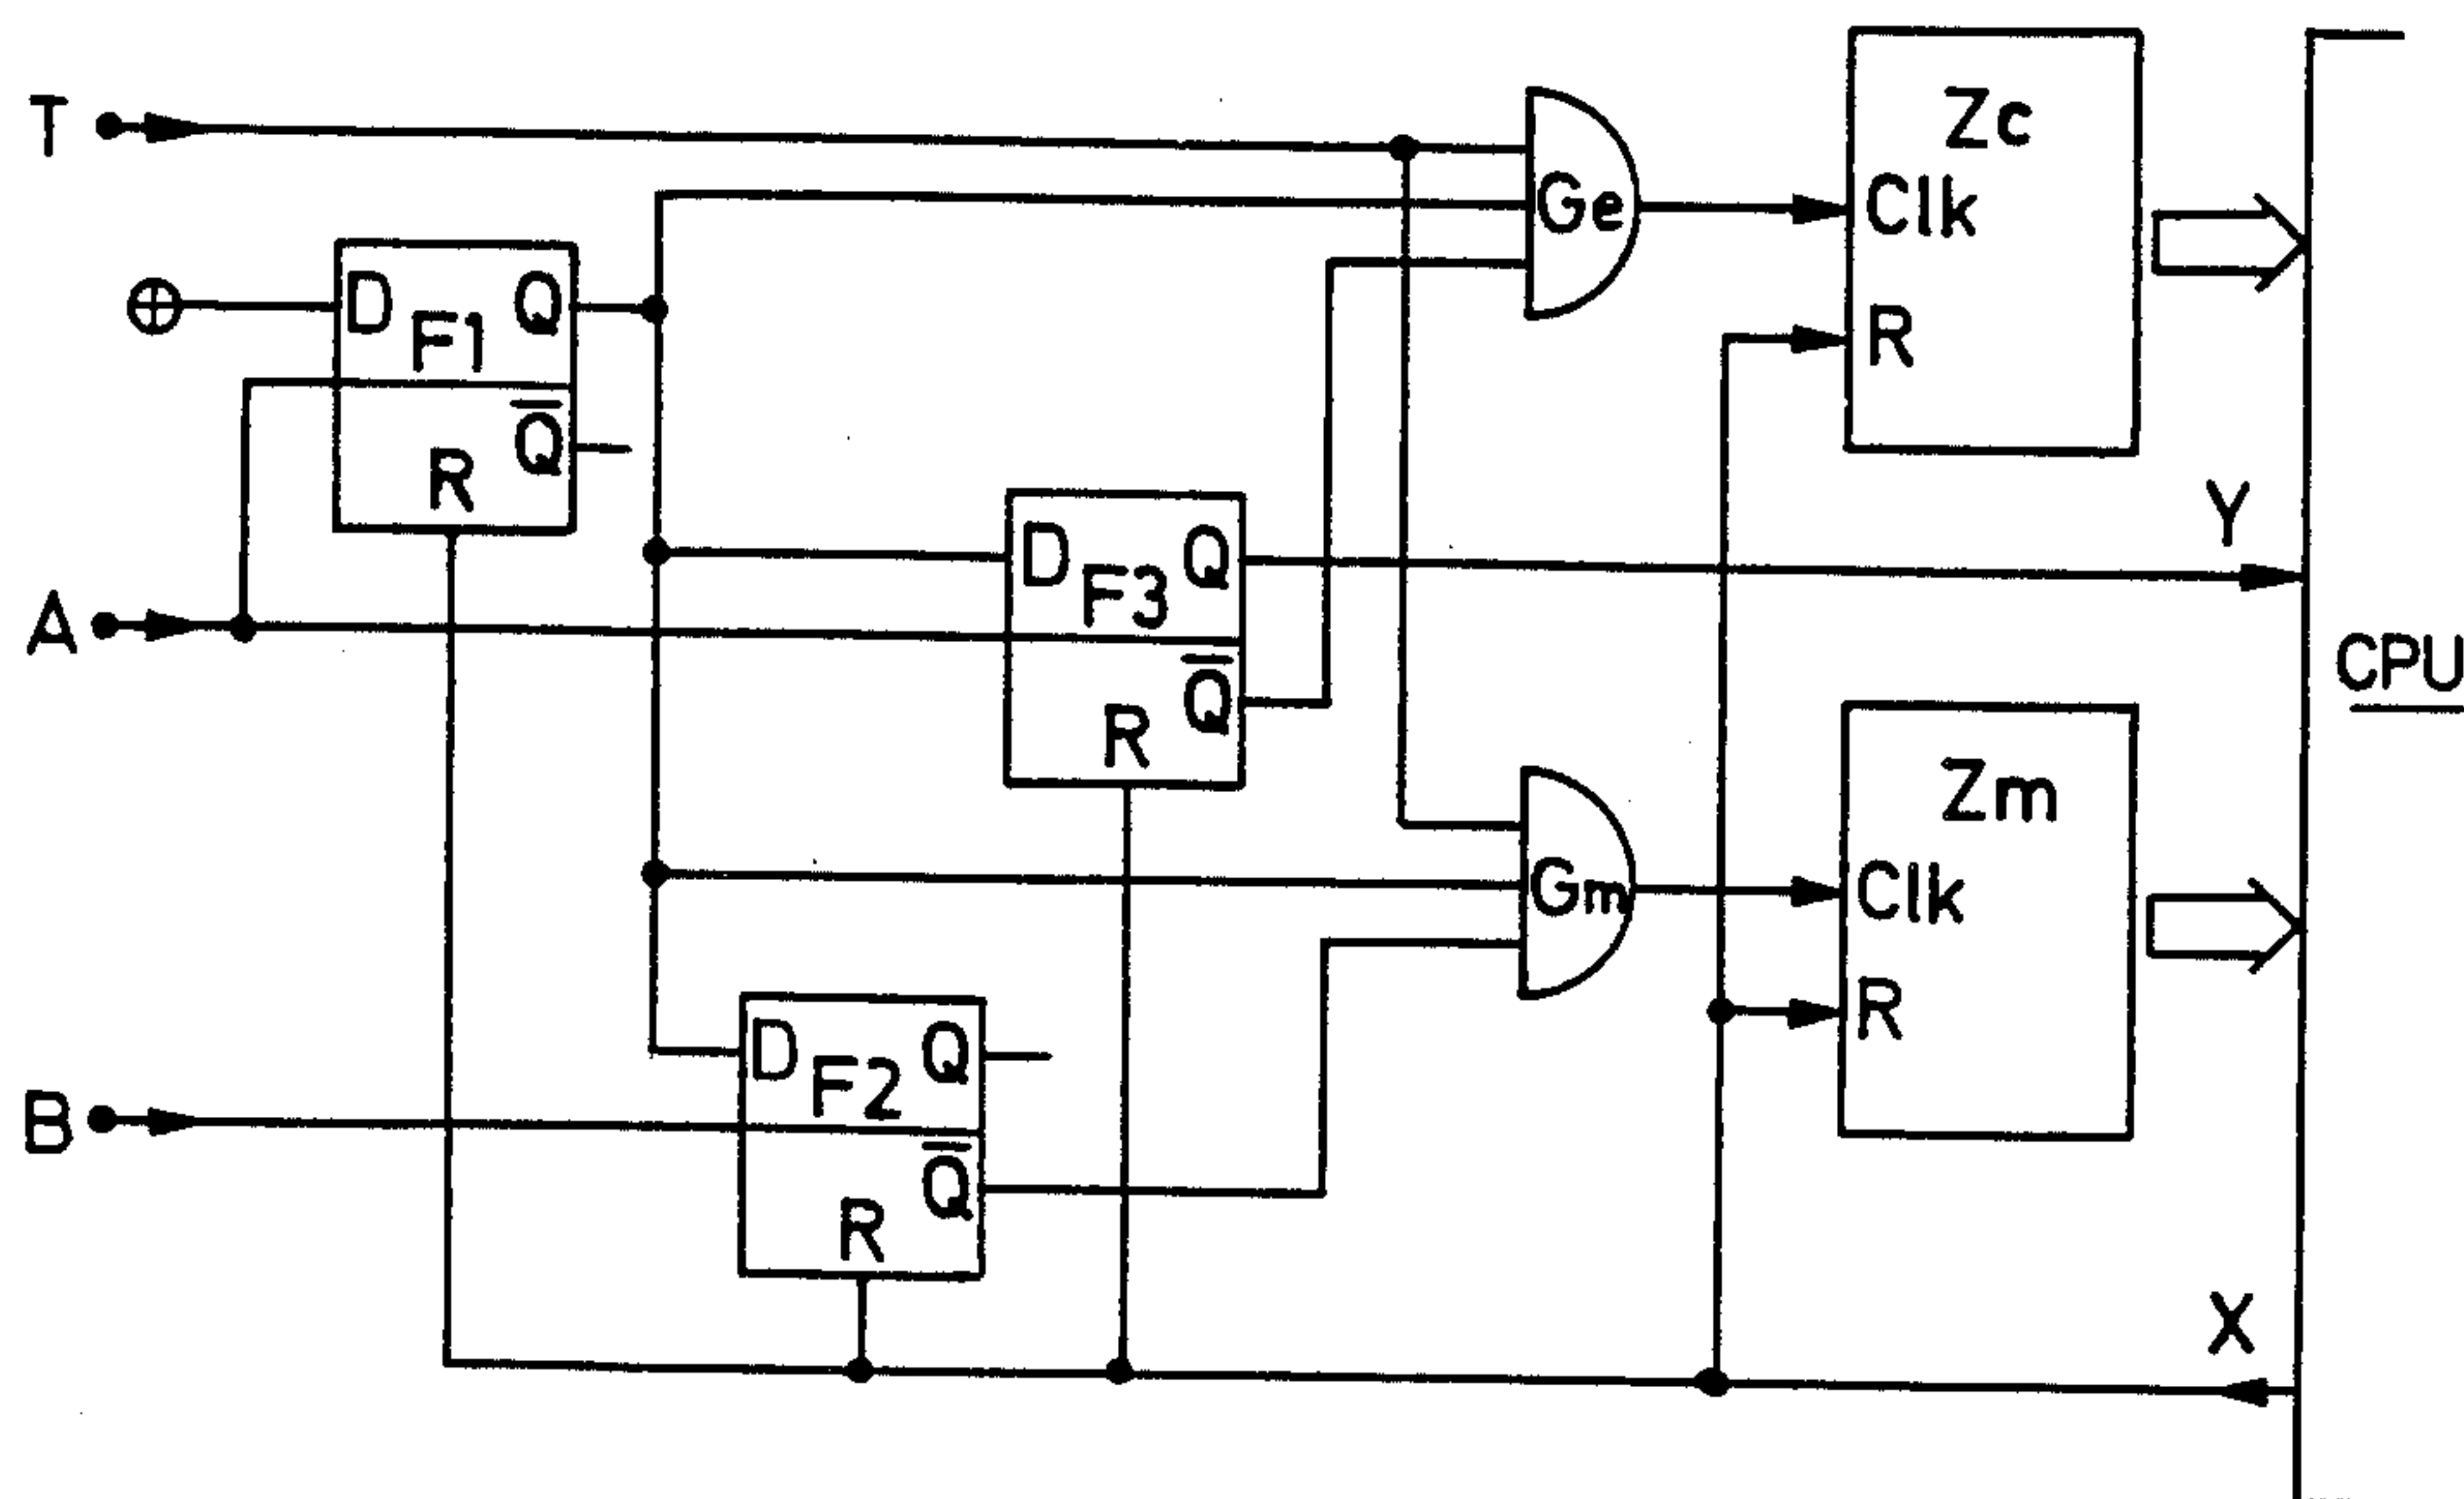 T
Ge
Zc
Clk
R
D
Q
F1
Q̅
R
Y
A
D
Q
F3
Q̅
R
CPU
Gm
Zm
Clk
R
B
D
Q
F2
Q̅
R
X